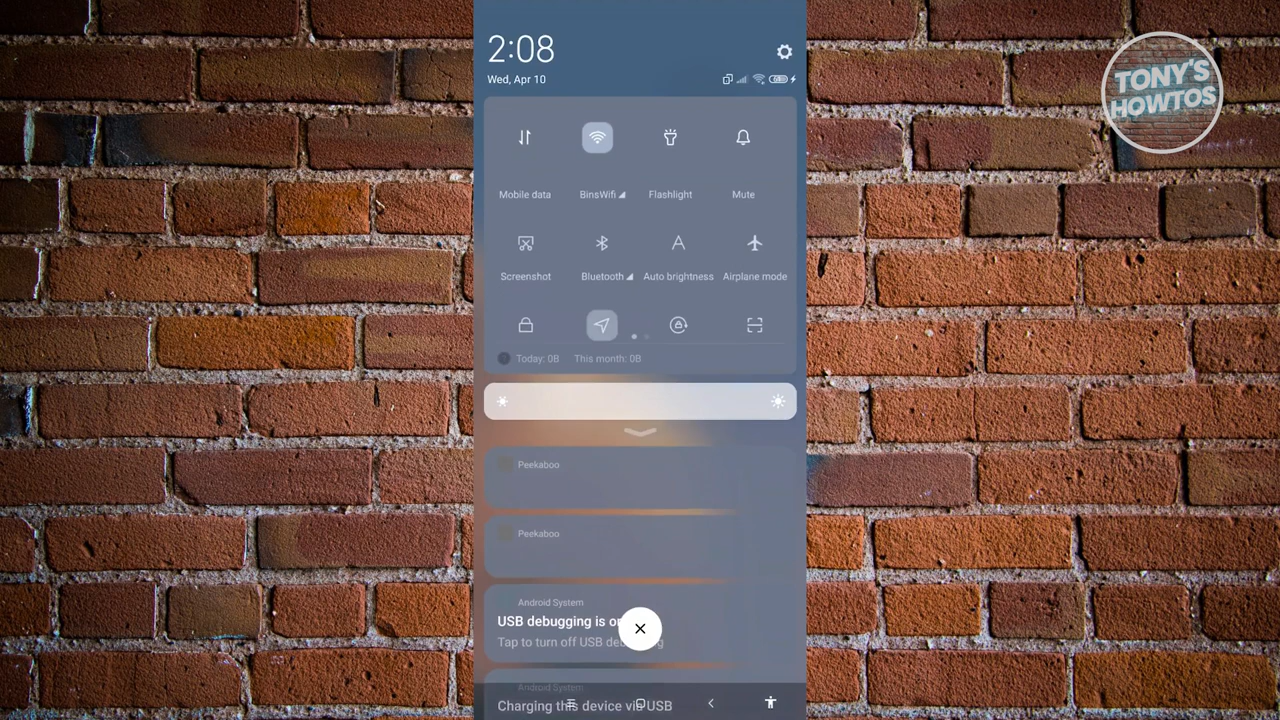 TONY'S
HOWTOS
2:08
Wed, Apr 10
Mobile data
BinsWifi
Flashlight
Mute
Screenshot
Bluetooth
Auto brightness
Airplane mode
Today: 0B
This month: 0B
Peekaboo
Peekaboo
Android System
USB debugging is on
Tap to turn off USB debugging
Android System
Charging this device via USB